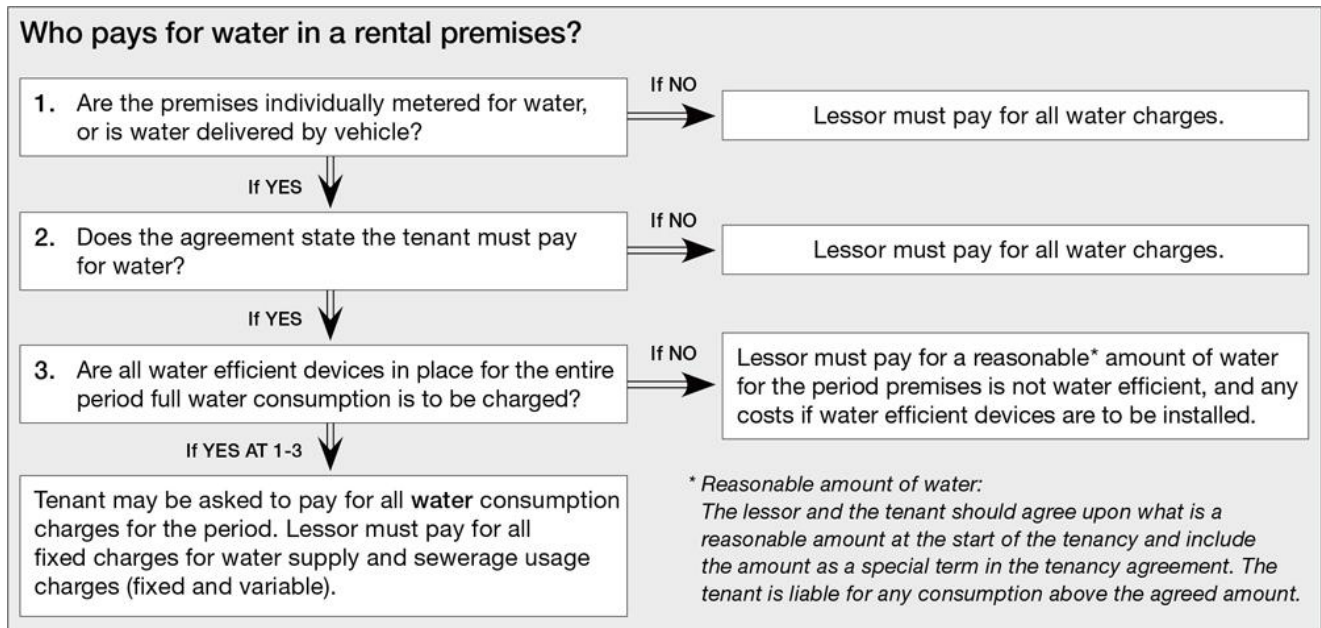 Who pays for water in a rental premises?
1. Are the premises individually metered for water,
or is water delivered by vehicle?
If NO
Lessor must pay for all water charges.
If YES
2. Does the agreement state the tenant must pay
for water?
If NO
Lessor must pay for all water charges.
If YES
3. Are all water efficient devices in place for the entire
period full water consumption is to be charged?
If NO
Lessor must pay for a reasonable* amount of water
for the period premises is not water efficient, and any
costs if water efficient devices are to be installed.
If YES AT 1-3
Tenant may be asked to pay for all water consumption
charges for the period. Lessor must pay for all
fixed charges for water supply and sewerage usage
charges (fixed and variable).
* Reasonable amount of water:
The lessor and the tenant should agree upon what is a
reasonable amount at the start of the tenancy and include
the amount as a special term in the tenancy agreement. The
tenant is liable for any consumption above the agreed amount.